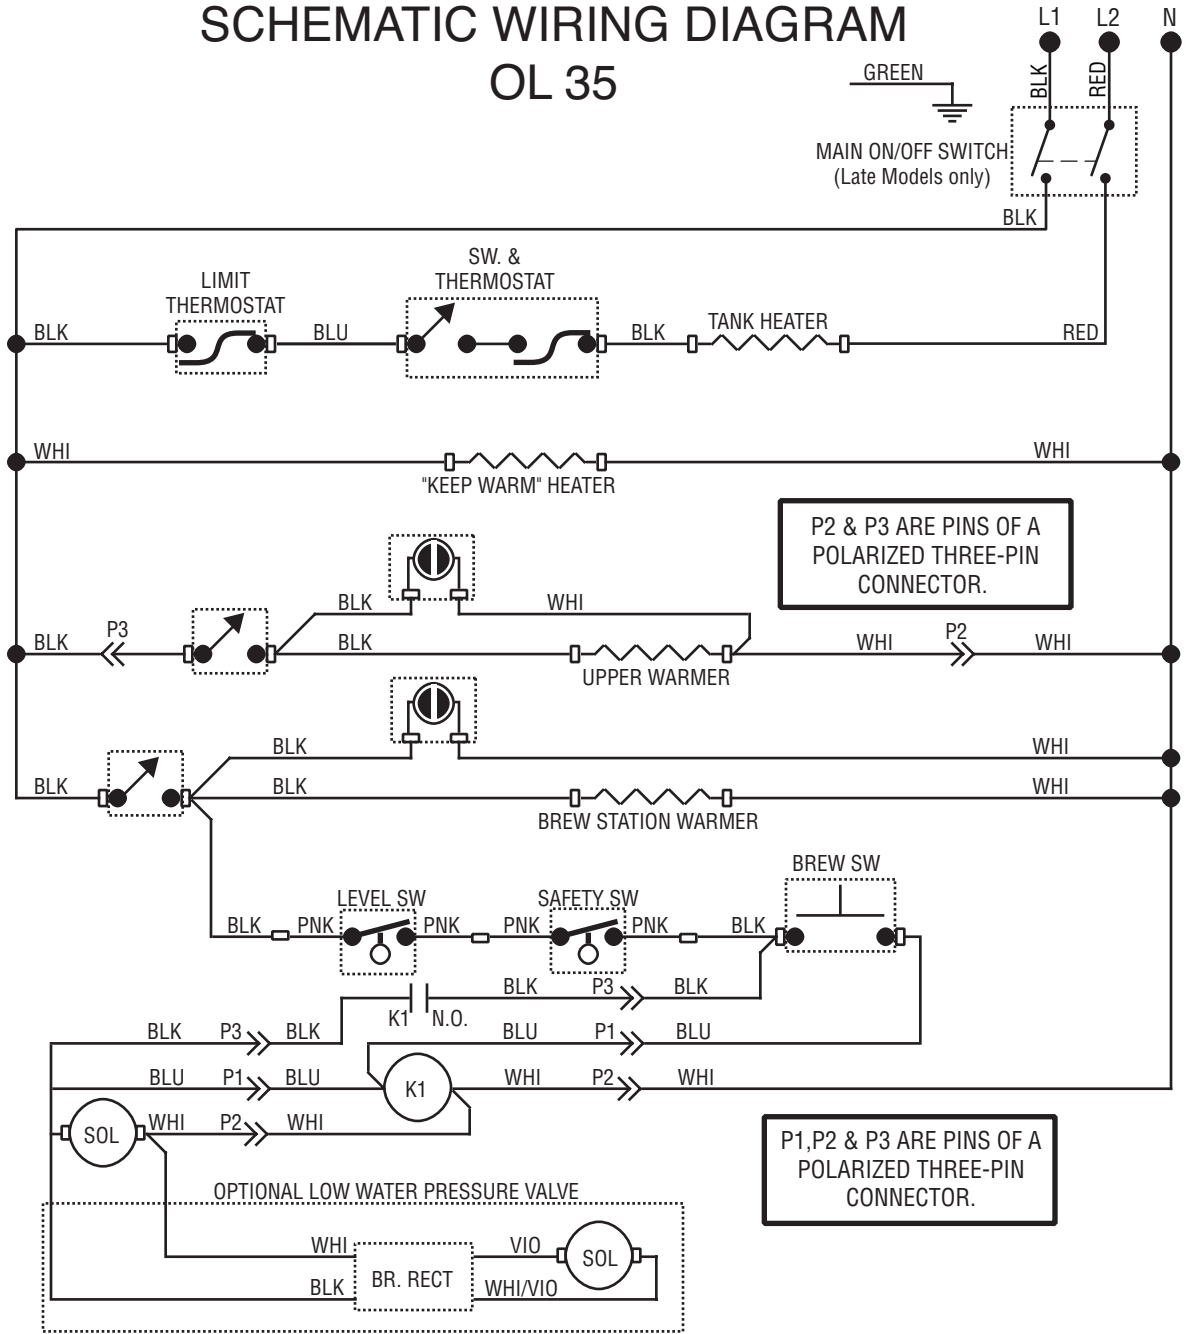 SCHEMATIC WIRING DIAGRAM
OL 35
L1 L2 N
GREEN
BLK
RED
MAIN ON/OFF SWITCH
(Late Models only)
BLK
LIMIT
THERMOSTAT
SW. &
THERMOSTAT
BLK BLU BLK TANK HEATER RED
WHI WHI
"KEEP WARM" HEATER
P2 & P3 ARE PINS OF A
POLARIZED THREE-PIN
CONNECTOR.
BLK WHI
BLK P3 BLK WHI P2 WHI
UPPER WARMER
BLK WHI
BLK BLK WHI
BREW STATION WARMER
BREW SW
LEVEL SW SAFETY SW
BLK PNK PNK PNK PNK BLK
BLK P3 BLK
K1 N.O.
BLK P3 BLK BLU P1 BLU
BLU P1 BLU K1 WHI P2 WHI
SOL WHI P2 WHI
P1,P2 & P3 ARE PINS OF A
POLARIZED THREE-PIN
CONNECTOR.
OPTIONAL LOW WATER PRESSURE VALVE
WHI VIO SOL
BR. RECT
BLK WHI/VIO